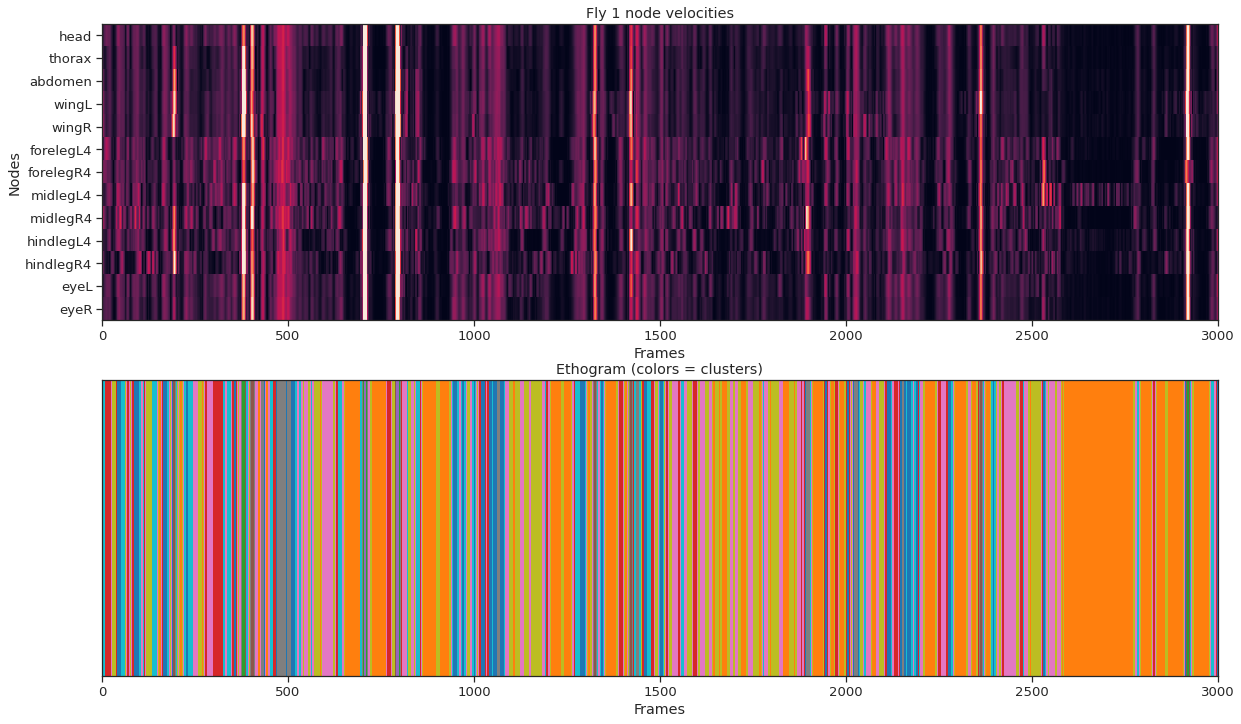 Fly 1 node velocities
head
thorax
abdomen
wingL
wingR
forelegL4
forelegR4
midlegL4
midlegR4
hindlegL4
hindlegR4
eyeL
eyeR
Nodes
0 500 1000 1500 2000 2500 3000
Frames
Ethogram (colors = clusters)
0 500 1000 1500 2000 2500 3000
Frames